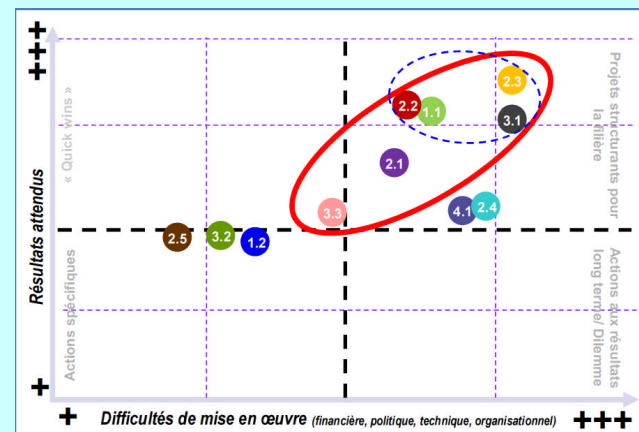 +++
Résultats attendus
+
« Quick wins »
Actions spécifiques
Projets structurants pour
la filière
Actions aux résultats
long terme/ Dilemme
2.3
2.2
1.1
3.1
2.1
3.3
4.1
2.4
2.5
3.2
1.2
+ Difficultés de mise en œuvre (financière, politique, technique, organisationnel) +++